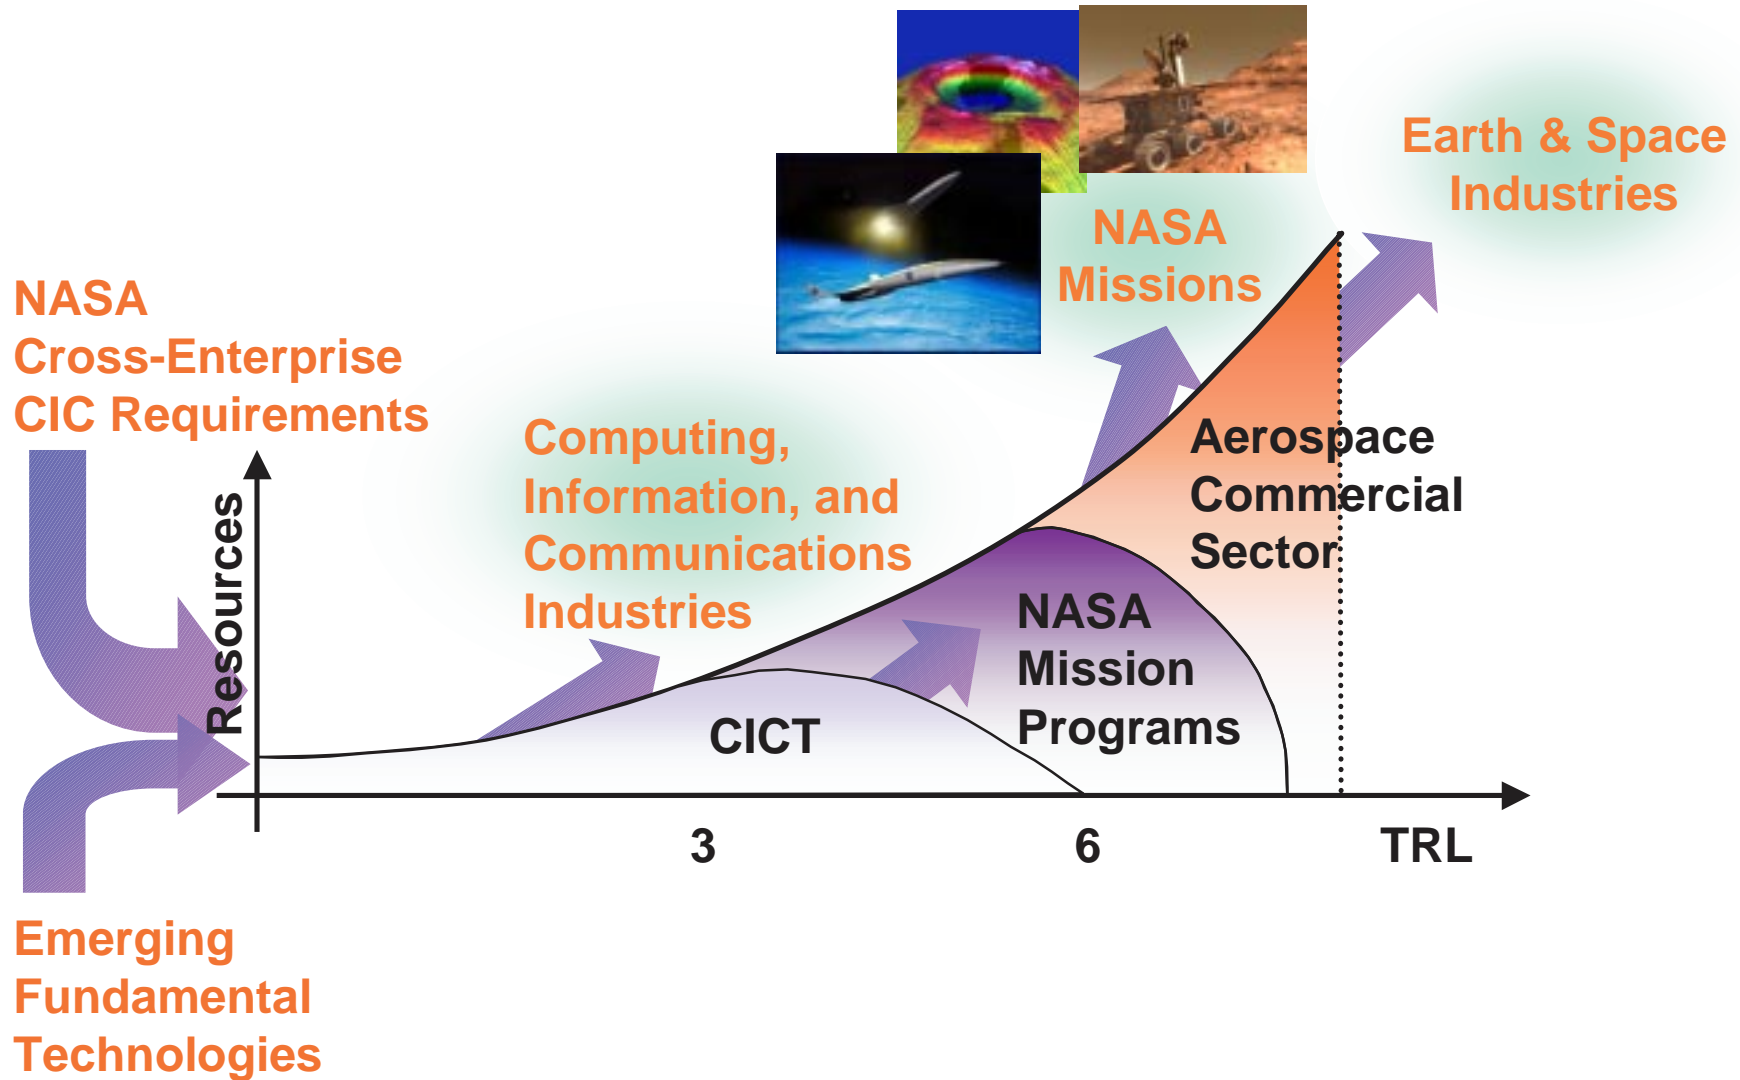 Earth & Space
Industries
NASA
Missions
NASA
Cross-Enterprise
CIC Requirements
Computing,
Information, and
Communications
Industries
Aerospace
Commercial
Sector
Resources
NASA
Mission
Programs
CICT
3
6
TRL
Emerging
Fundamental
Technologies